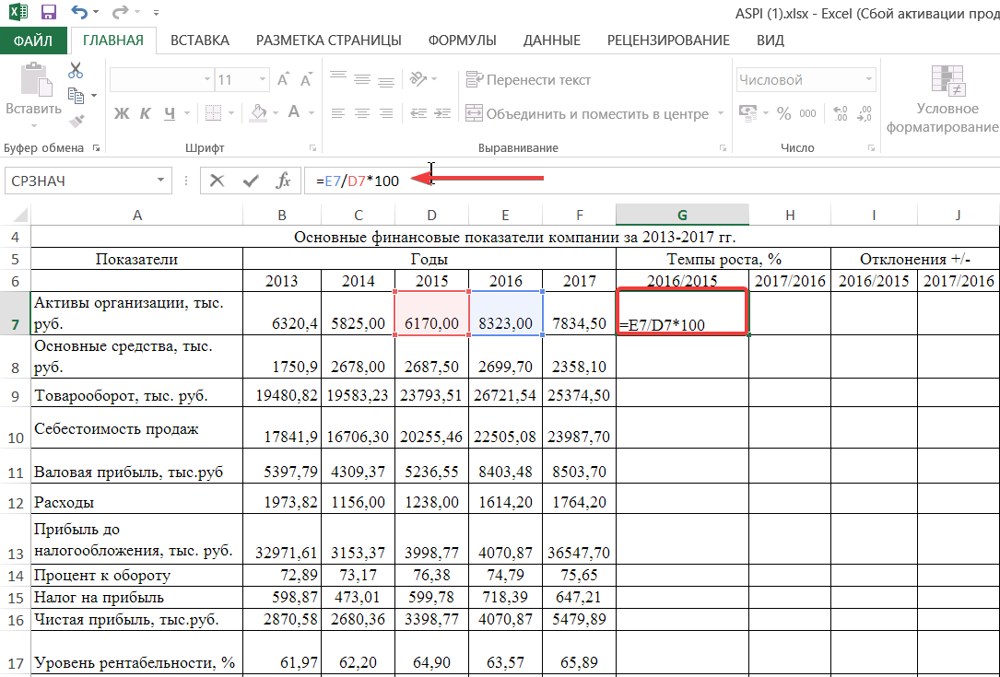 ASPI (1).xlsx - Excel (Сбой активации прод
ФАЙЛ ГЛАВНАЯ ВСТАВКА РАЗМЕТКА СТРАНИЦЫ ФОРМУЛЫ ДАННЫЕ РЕЦЕНЗИРОВАНИЕ ВИД
11 Перенести текст Числовой
Вставить Ж К Ч А Объединить и поместить в центре % 000 Условное форматирование
Буфер обмена Шрифт Выравнивание Число
СРЗНАЧ fx =E7/D7*100
A B C D E F G H I J
4 Основные финансовые показатели компании за 2013-2017 гг.
5 Показатели Годы Темпы роста, % Отклонения +/-
6 2013 2014 2015 2016 2017 2016/2015 2017/2016 2016/2015 2017/2016
Активы организации, тыс.
7 руб. 6320,4 5825,00 6170,00 8323,00 7834,50 =E7/D7*100
Основные средства, тыс.
8 руб. 1750,9 2678,00 2687,50 2699,70 2358,10
9 Товарооборот, тыс. руб. 19480,82 19583,23 23793,51 26721,54 25374,50
10 Себестоимость продаж 17841,9 16706,30 20255,46 22505,08 23987,70
11 Валовая прибыль, тыс.руб 5397,79 4309,37 5236,55 8403,48 8503,70
12 Расходы 1973,82 1156,00 1238,00 1614,20 1764,20
Прибыль до
13 налогообложения, тыс. руб. 32971,61 3153,37 3998,77 4070,87 36547,70
14 Процент к обороту 72,89 73,17 76,38 74,79 75,65
15 Налог на прибыль 598,87 473,01 599,78 718,39 647,21
16 Чистая прибыль, тыс.руб. 2870,58 2680,36 3398,77 4070,87 5479,89
17 Уровень рентабельности, % 61,97 62,20 64,90 63,57 65,89